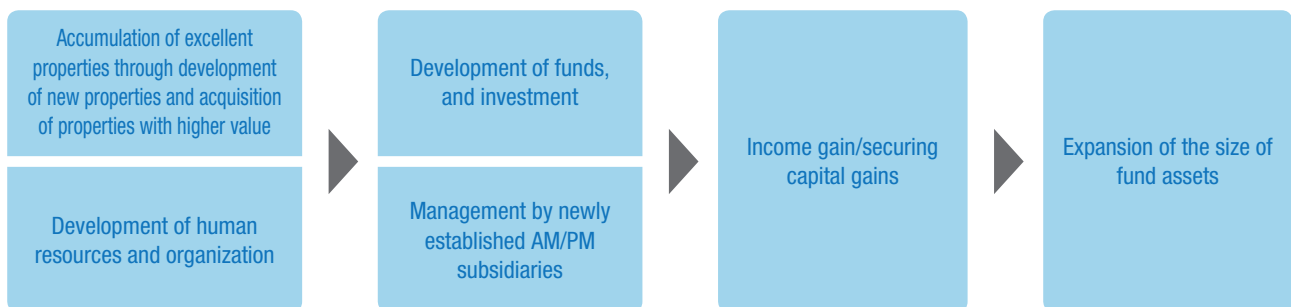 Accumulation of excellent
properties through development
of new properties and acquisition
of properties with higher value
Development of human
resources and organization
Development of funds,
and investment
Management by newly
established AM/PM
subsidiaries
Income gain/securing
capital gains
Expansion of the size of
fund assets